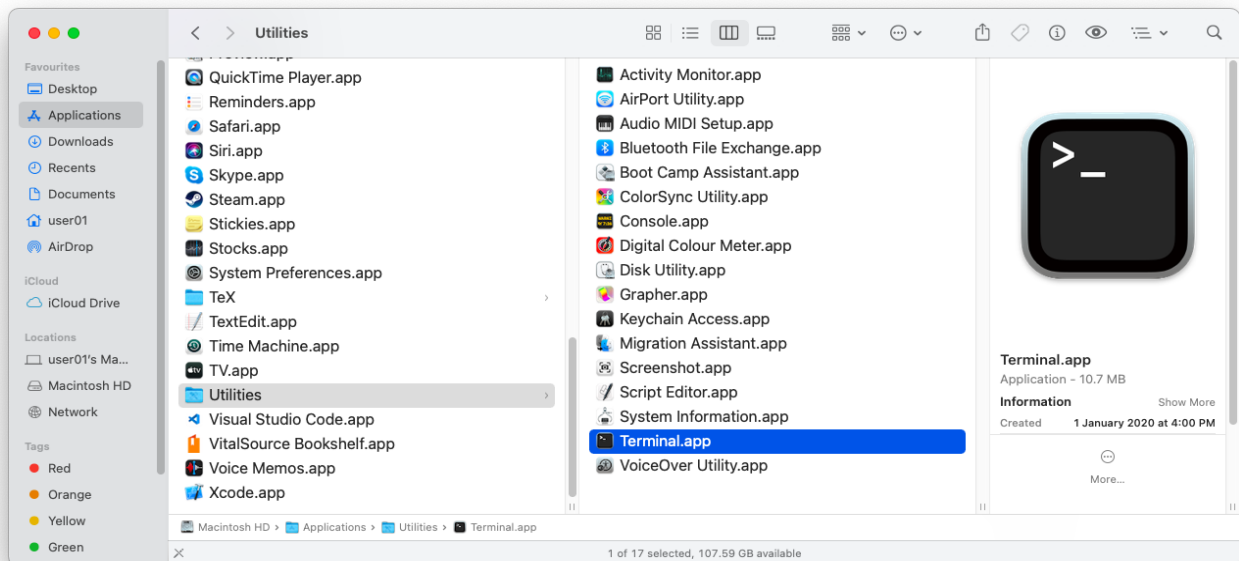 Utilities
Favourites
Desktop
Applications
Downloads
Recents
Documents
user01
AirDrop
iCloud
iCloud Drive
Locations
user01's Ma...
Macintosh HD
Network
Tags
Red
Orange
Yellow
Green
QuickTime Player.app
Reminders.app
Safari.app
Siri.app
Skype.app
Steam.app
Stickies.app
Stocks.app
System Preferences.app
TeX
TextEdit.app
Time Machine.app
TV.app
Utilities
Visual Studio Code.app
VitalSource Bookshelf.app
Voice Memos.app
Xcode.app
Activity Monitor.app
AirPort Utility.app
Audio MIDI Setup.app
Bluetooth File Exchange.app
Boot Camp Assistant.app
ColorSync Utility.app
Console.app
Digital Colour Meter.app
Disk Utility.app
Grapher.app
Keychain Access.app
Migration Assistant.app
Screenshot.app
Script Editor.app
System Information.app
Terminal.app
VoiceOver Utility.app
>_
Terminal.app
Application - 10.7 MB
Information Show More
Created 1 January 2020 at 4:00 PM
More...
Macintosh HD › Applications › Utilities › Terminal.app
1 of 17 selected, 107.59 GB available